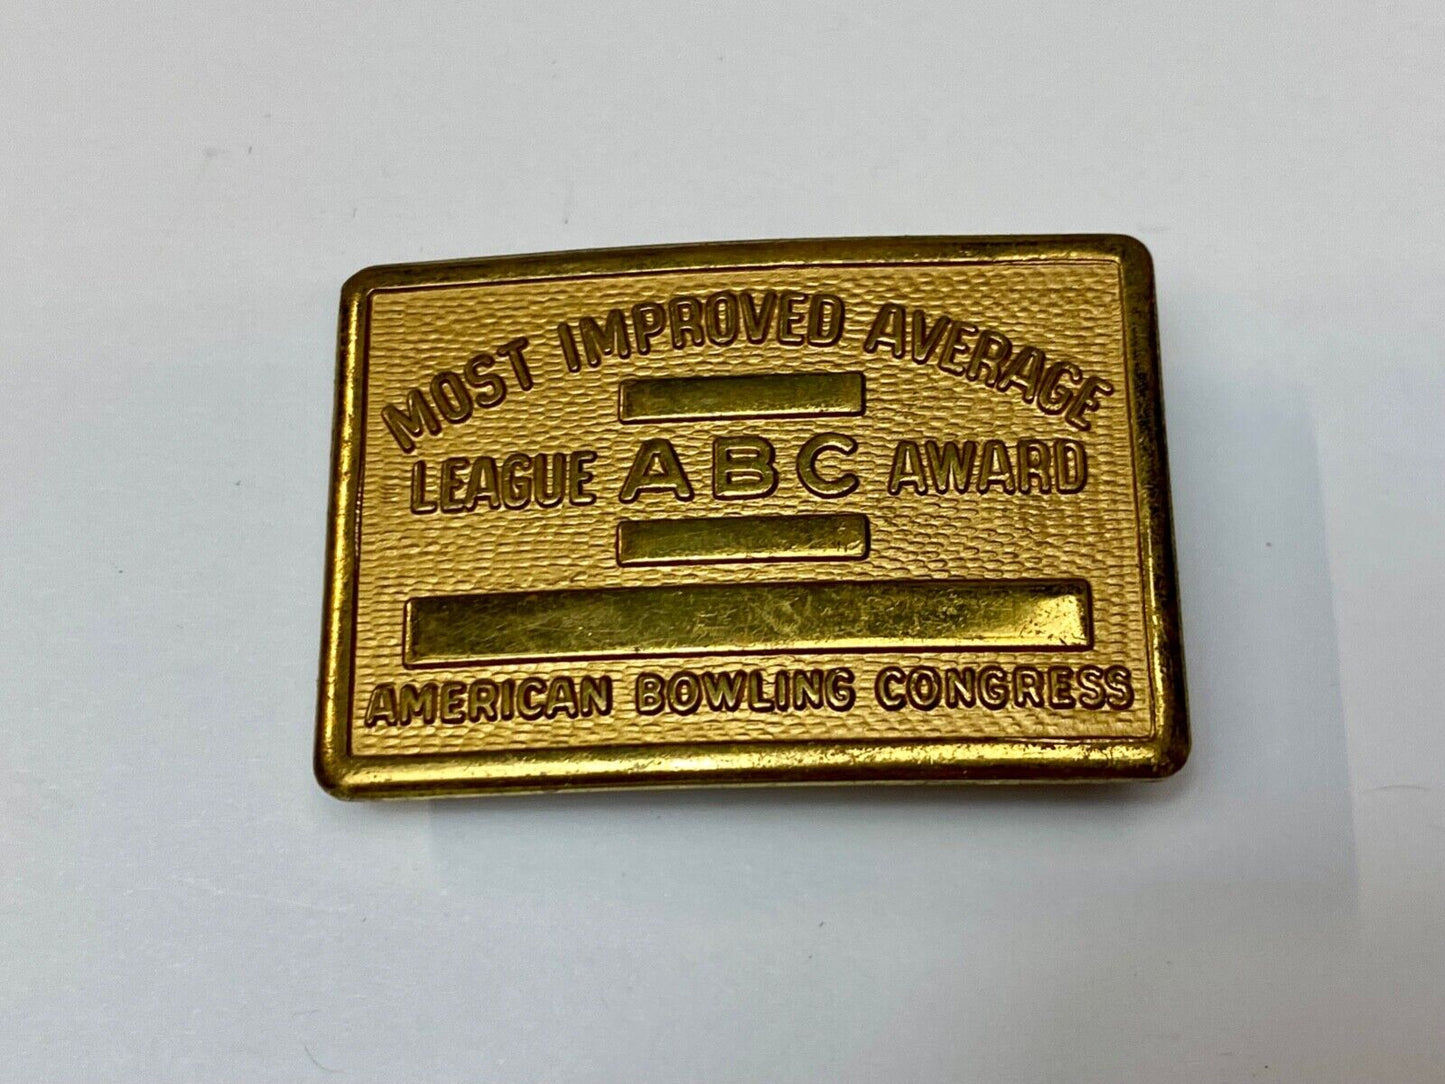 MOST IMPROVED AVERAGE
LEAGUE ABC AWARD
AMERICAN BOWLING CONGRESS